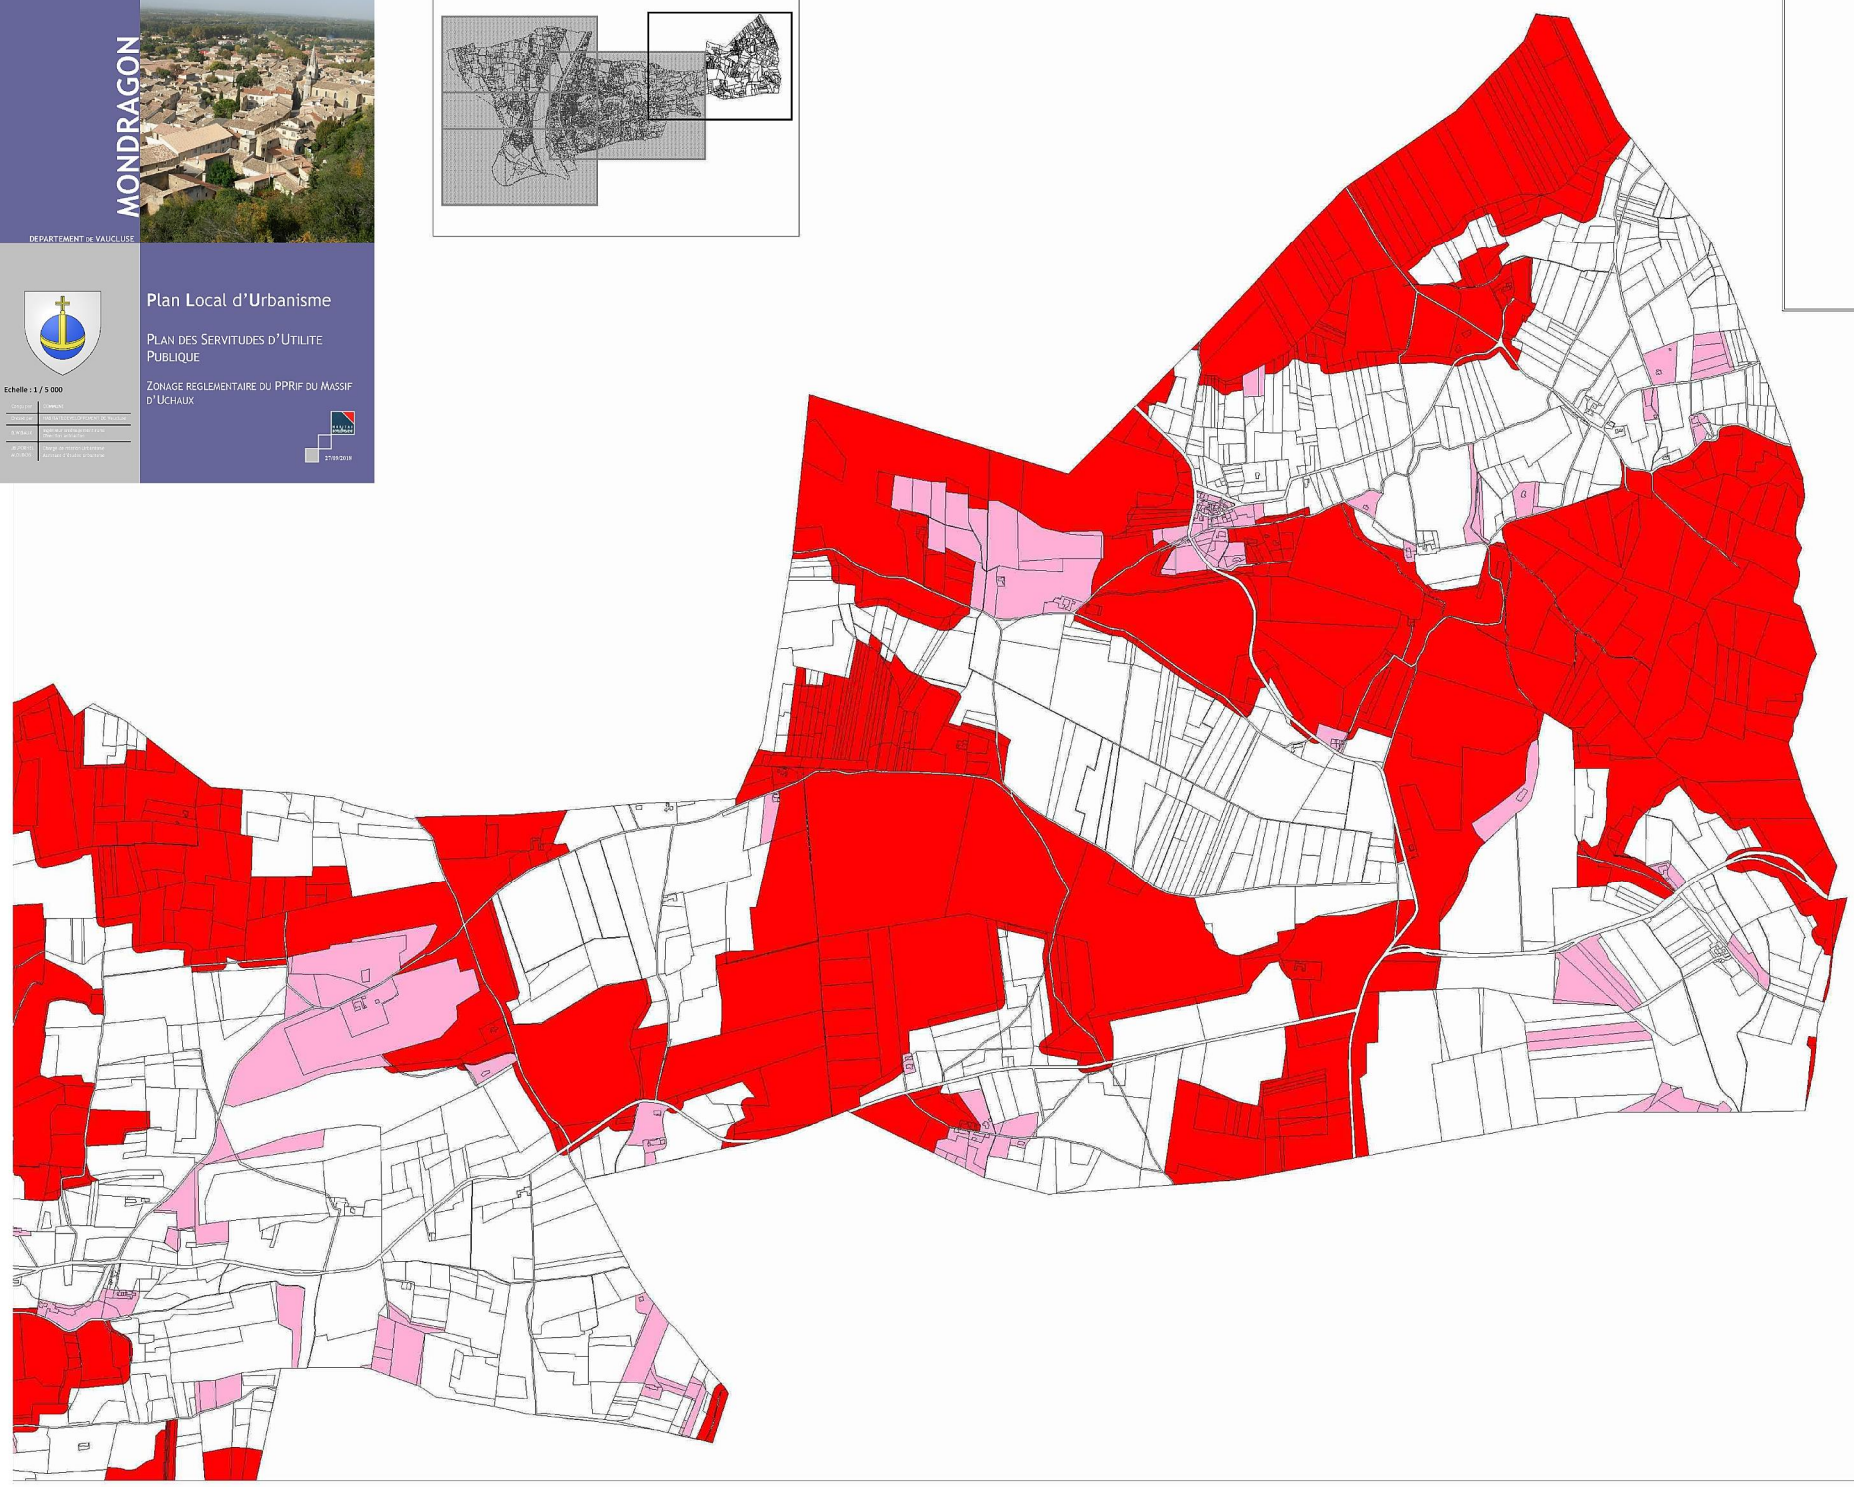 MONDRAGON
DEPARTEMENT DE VAUCLUSE
Plan Local d'Urbanisme
PLAN DES SERVITUDES D'UTILITE
PUBLIQUE
ZONAGE REGLEMENTAIRE DU PPRIF DU MASSIF
D'UCHAUX
Echelle : 1 / 5 000
27/09/2018